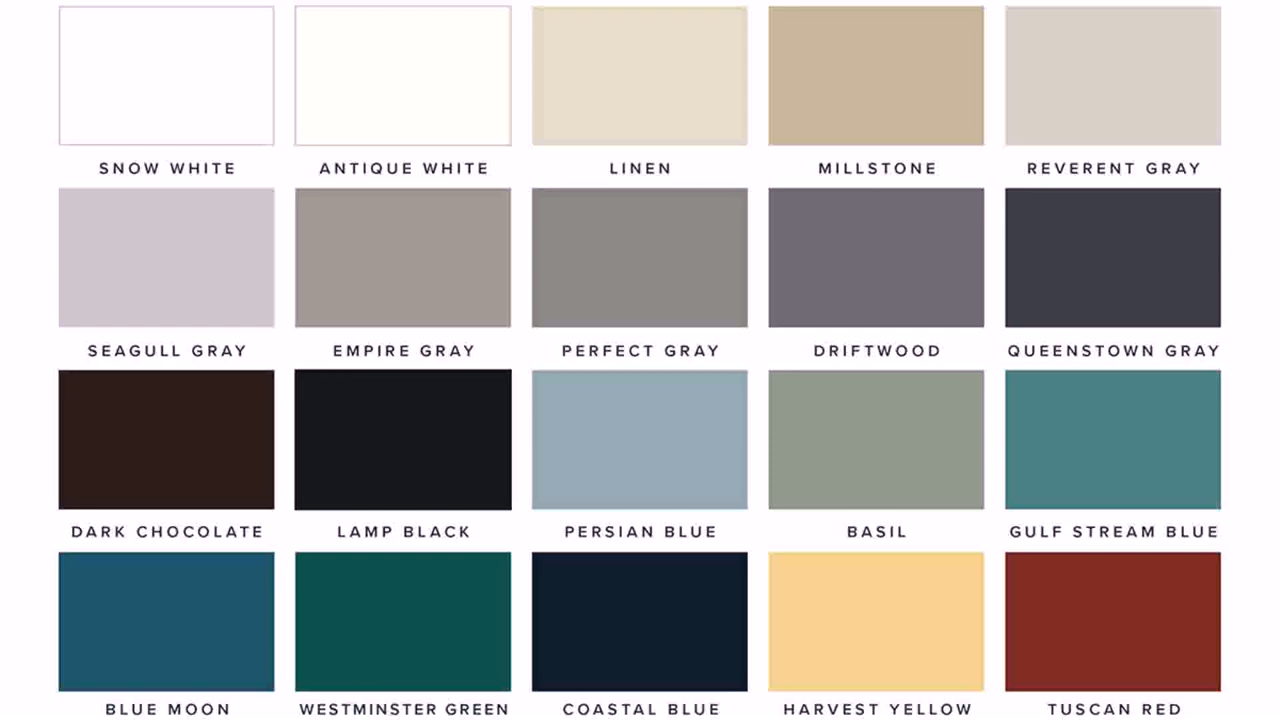 SNOW WHITE
ANTIQUE WHITE
LINEN
MILLSTONE
REVERENT GRAY
SEAGULL GRAY
EMPIRE GRAY
PERFECT GRAY
DRIFTWOOD
QUEENSTOWN GRAY
DARK CHOCOLATE
LAMP BLACK
PERSIAN BLUE
BASIL
GULF STREAM BLUE
BLUE MOON
WESTMINSTER GREEN
COASTAL BLUE
HARVEST YELLOW
TUSCAN RED